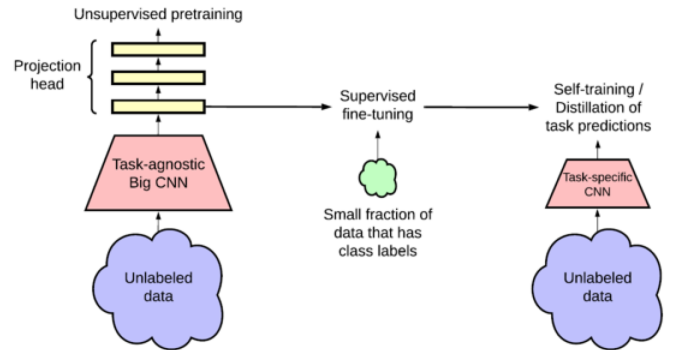 Unsupervised pretraining
Projection
head
Task-agnostic
Big CNN
Unlabeled
data
Supervised
fine-tuning
Small fraction of
data that has
class labels
Self-training /
Distillation of
task predictions
Task-specific
CNN
Unlabeled
data